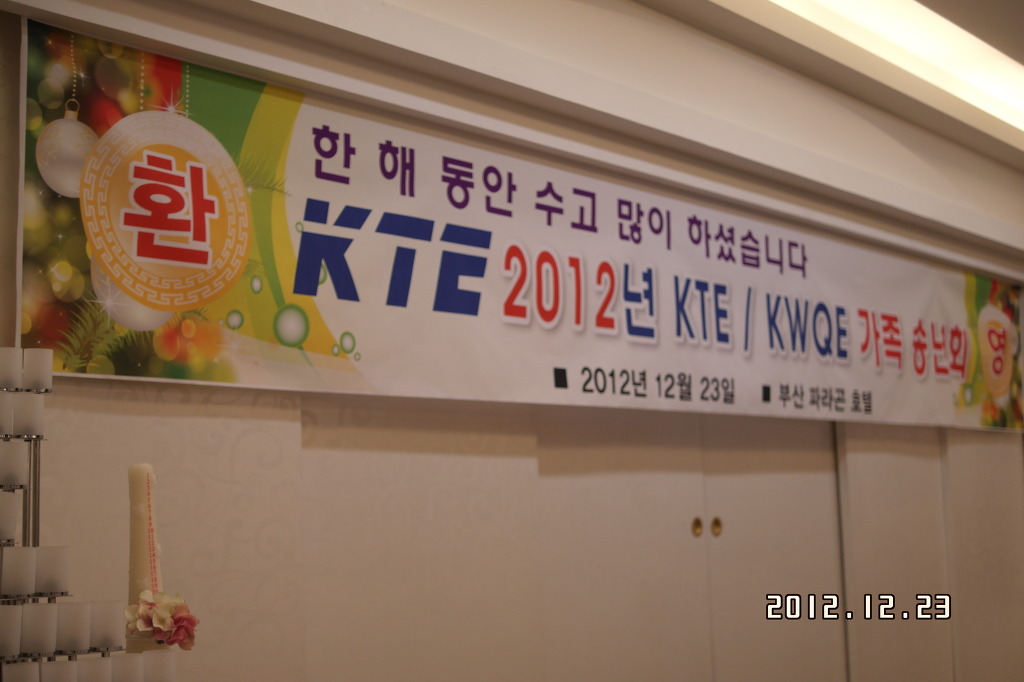 환
한 해 동안 수고 많이 하셨습니다
KTE 2012년 KTE / KWQE 가족 송년회
영
■ 2012년 12월 23일 ■ 부산 파라곤 호텔
2012.12.23